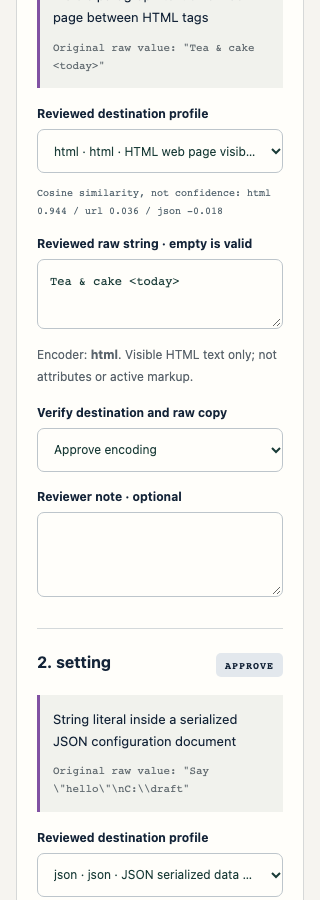 page between HTML tags
Original raw value: "Tea & cake
<today>"
Reviewed destination profile
html · html · HTML web page visib...
Cosine similarity, not confidence: html
0.944 / url 0.036 / json -0.018
Reviewed raw string · empty is valid
Tea & cake <today>
Encoder: html. Visible HTML text only; not
attributes or active markup.
Verify destination and raw copy
Approve encoding
Reviewer note · optional
2. setting
APPROVE
String literal inside a serialized
JSON configuration document
Original raw value: "Say
\"hello\"\nC:\\draft"
Reviewed destination profile
json · json · JSON serialized data ...